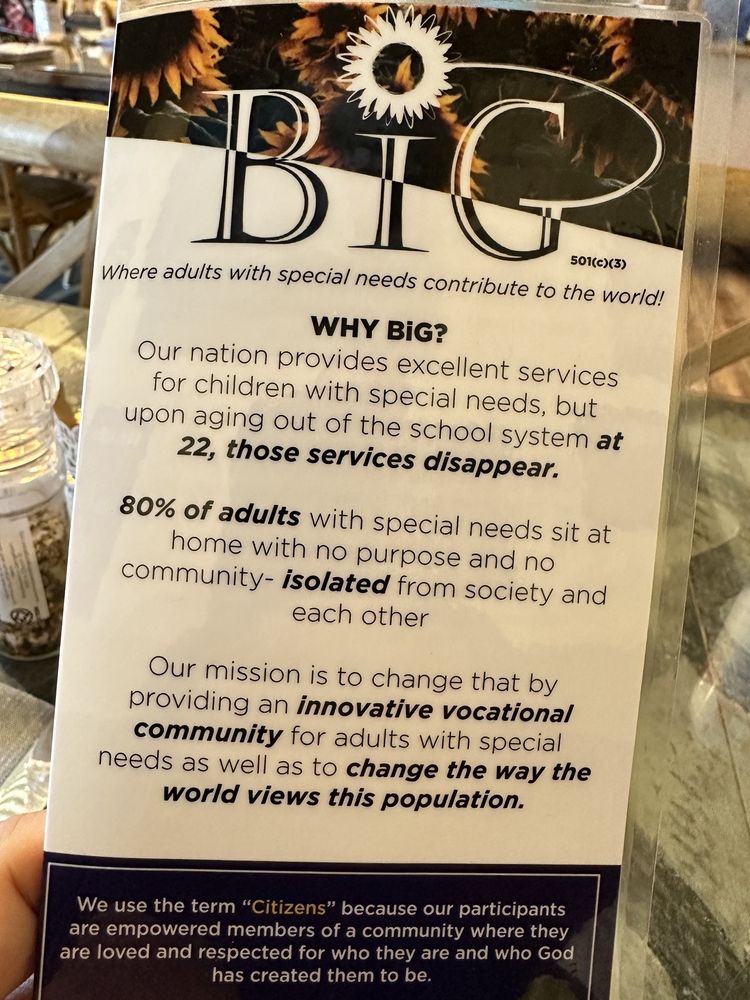 BIG
501(c)(3)
Where adults with special needs contribute to the world!
WHY BiG?
Our nation provides excellent services
for children with special needs, but
upon aging out of the school system at
22, those services disappear.
80% of adults with special needs sit at
home with no purpose and no
community- isolated from society and
each other
Our mission is to change that by
providing an innovative vocational
community for adults with special
needs as well as to change the way the
world views this population.
We use the term “Citizens” because our participants
are empowered members of a community where they
are loved and respected for who they are and who God
has created them to be.